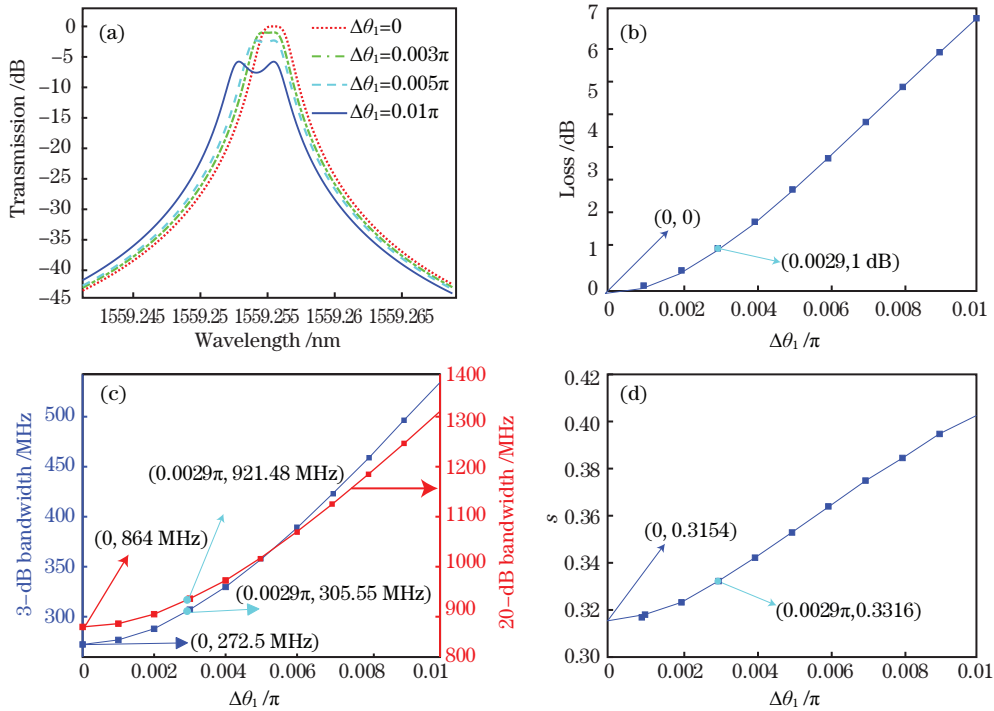 (a)
Δθ₁=0
Δθ₁=0.003π
Δθ₁=0.005π
Δθ₁=0.01π
0
−5
−10
−15
−20
−25
−30
−35
−40
−45
Transmission /dB
1559.245 1559.25 1559.255 1559.26 1559.265
Wavelength /nm
(b)
7
6
5
4
3
2
1
0
Loss /dB
(0, 0)
(0.0029,1 dB)
0 0.002 0.004 0.006 0.008 0.01
Δθ₁/π
(c)
500
450
400
350
300
3−dB bandwidth /MHz
1400
1300
1200
1100
1000
900
800
20−dB bandwidth /MHz
(0.0029π, 921.48 MHz)
(0, 864 MHz)
(0.0029π, 305.55 MHz)
(0, 272.5 MHz)
0 0.002 0.004 0.006 0.008 0.01
Δθ₁/π
(d)
0.42
0.40
0.38
0.36
0.34
0.32
0.30
s
(0, 0.3154)
(0.0029π,0.3316)
0 0.002 0.004 0.006 0.008 0.01
Δθ₁/π